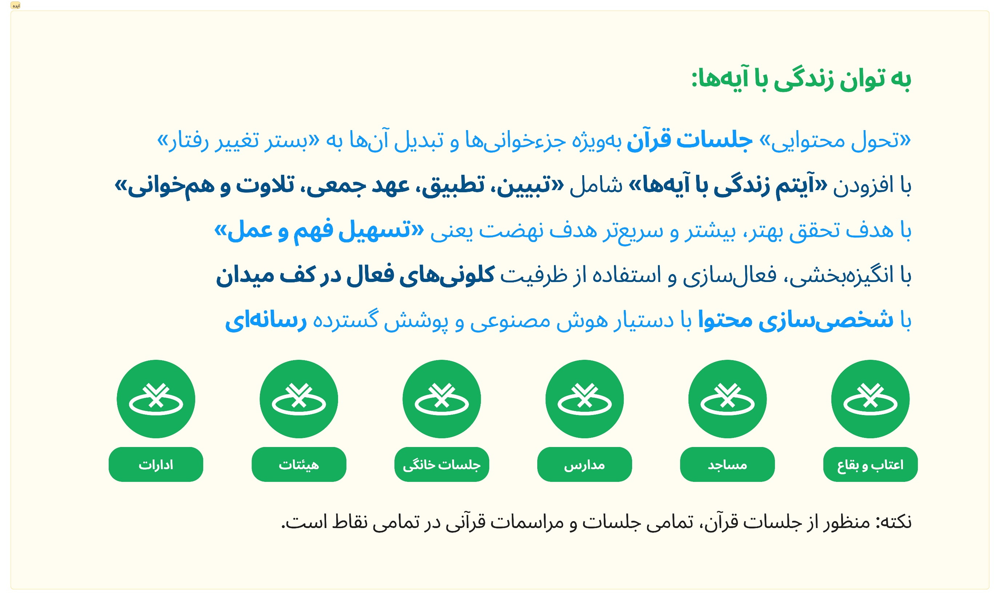 ایده
به توان زندگی با آیه‌ها:
«تحول محتوایی» جلسات قرآن به‌ویژه جزءخوانی‌ها و تبدیل آن‌ها به «بستر تغییر رفتار»
با افزودن «آیتم زندگی با آیه‌ها» شامل «تبیین، تطبیق، عهد جمعی، تلاوت و هم‌خوانی»
با هدف تحقق بهتر، بیشتر و سریع‌تر هدف نهضت یعنی «تسهیل فهم و عمل»
با انگیزه‌بخشی، فعال‌سازی و استفاده از ظرفیت کلونی‌های فعال در کف میدان
با شخصی‌سازی محتوا با دستیار هوش مصنوعی و پوشش گسترده رسانه‌ای
اعتاب و بقاع
مساجد
مدارس
جلسات خانگی
هیئتات
ادارات
نکته: منظور از جلسات قرآن، تمامی جلسات و مراسمات قرآنی در تمامی نقاط است.